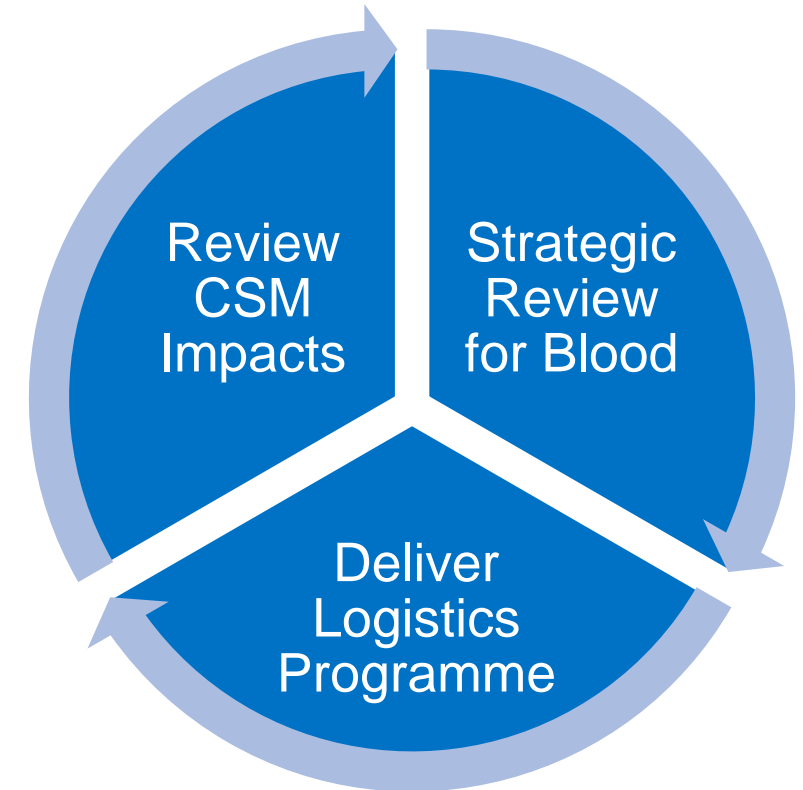 Review
CSM
Impacts
Strategic
Review
for Blood
Deliver
Logistics
Programme